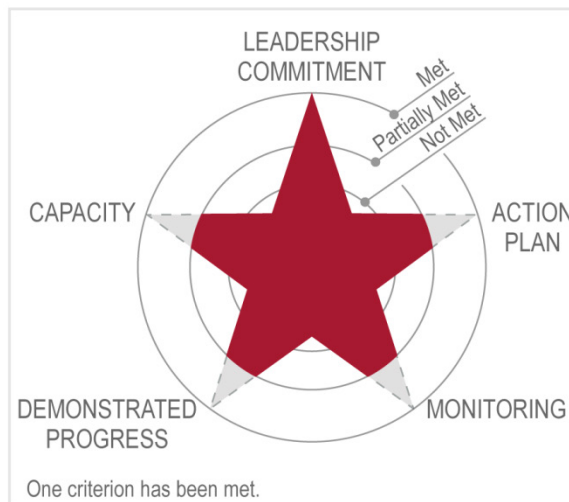 LEADERSHIP
COMMITMENT
Met
Partially Met
Not Met
CAPACITY
ACTION
PLAN
DEMONSTRATED
PROGRESS
MONITORING
One criterion has been met.